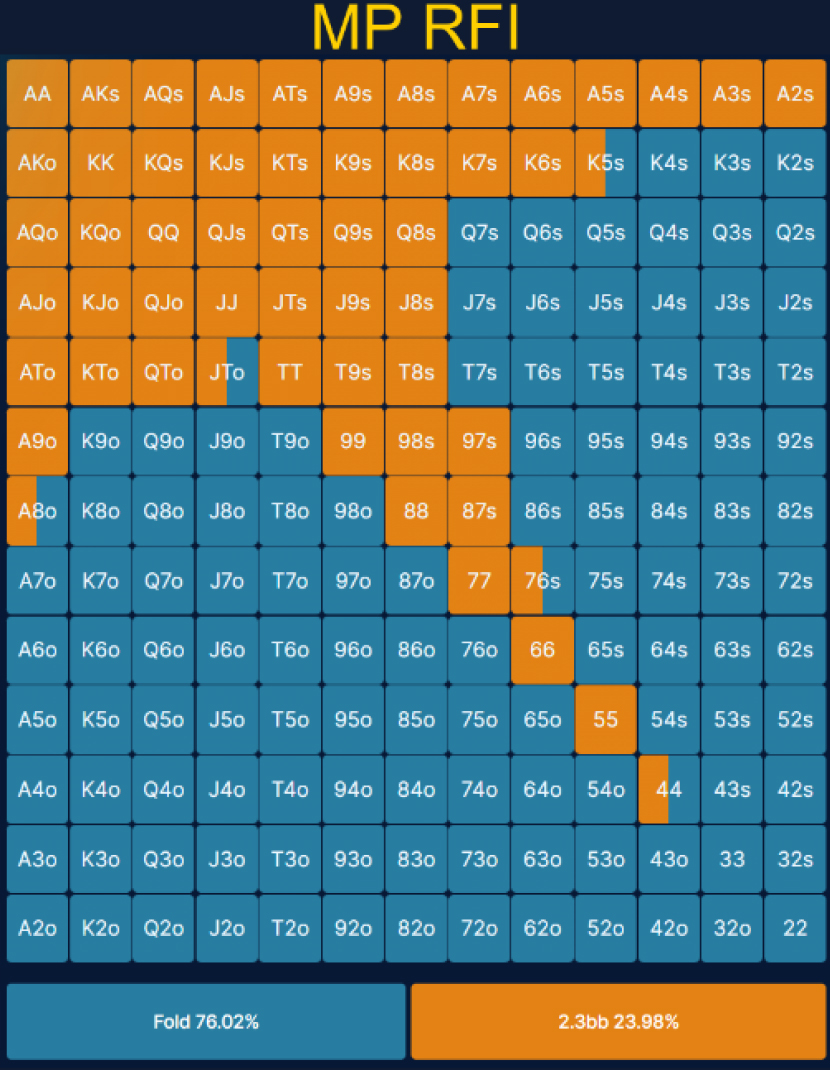 MP RFI
AA AKs AQs AJs ATs A9s A8s A7s A6s A5s A4s A3s A2s
AKo KK KQs KJs KTs K9s K8s K7s K6s K5s K4s K3s K2s
AQo KQo QQ QJs QTs Q9s Q8s Q7s Q6s Q5s Q4s Q3s Q2s
AJo KJo QJo JJ JTs J9s J8s J7s J6s J5s J4s J3s J2s
ATo KTo QTo JTo TT T9s T8s T7s T6s T5s T4s T3s T2s
A9o K9o Q9o J9o T9o 99 98s 97s 96s 95s 94s 93s 92s
A8o K8o Q8o J8o T8o 98o 88 87s 86s 85s 84s 83s 82s
A7o K7o Q7o J7o T7o 97o 87o 77 76s 75s 74s 73s 72s
A6o K6o Q6o J6o T6o 96o 86o 76o 66 65s 64s 63s 62s
A5o K5o Q5o J5o T5o 95o 85o 75o 65o 55 54s 53s 52s
A4o K4o Q4o J4o T4o 94o 84o 74o 64o 54o 44 43s 42s
A3o K3o Q3o J3o T3o 93o 83o 73o 63o 53o 43o 33 32s
A2o K2o Q2o J2o T2o 92o 82o 72o 62o 52o 42o 32o 22
Fold 76.02% 2.3bb 23.98%